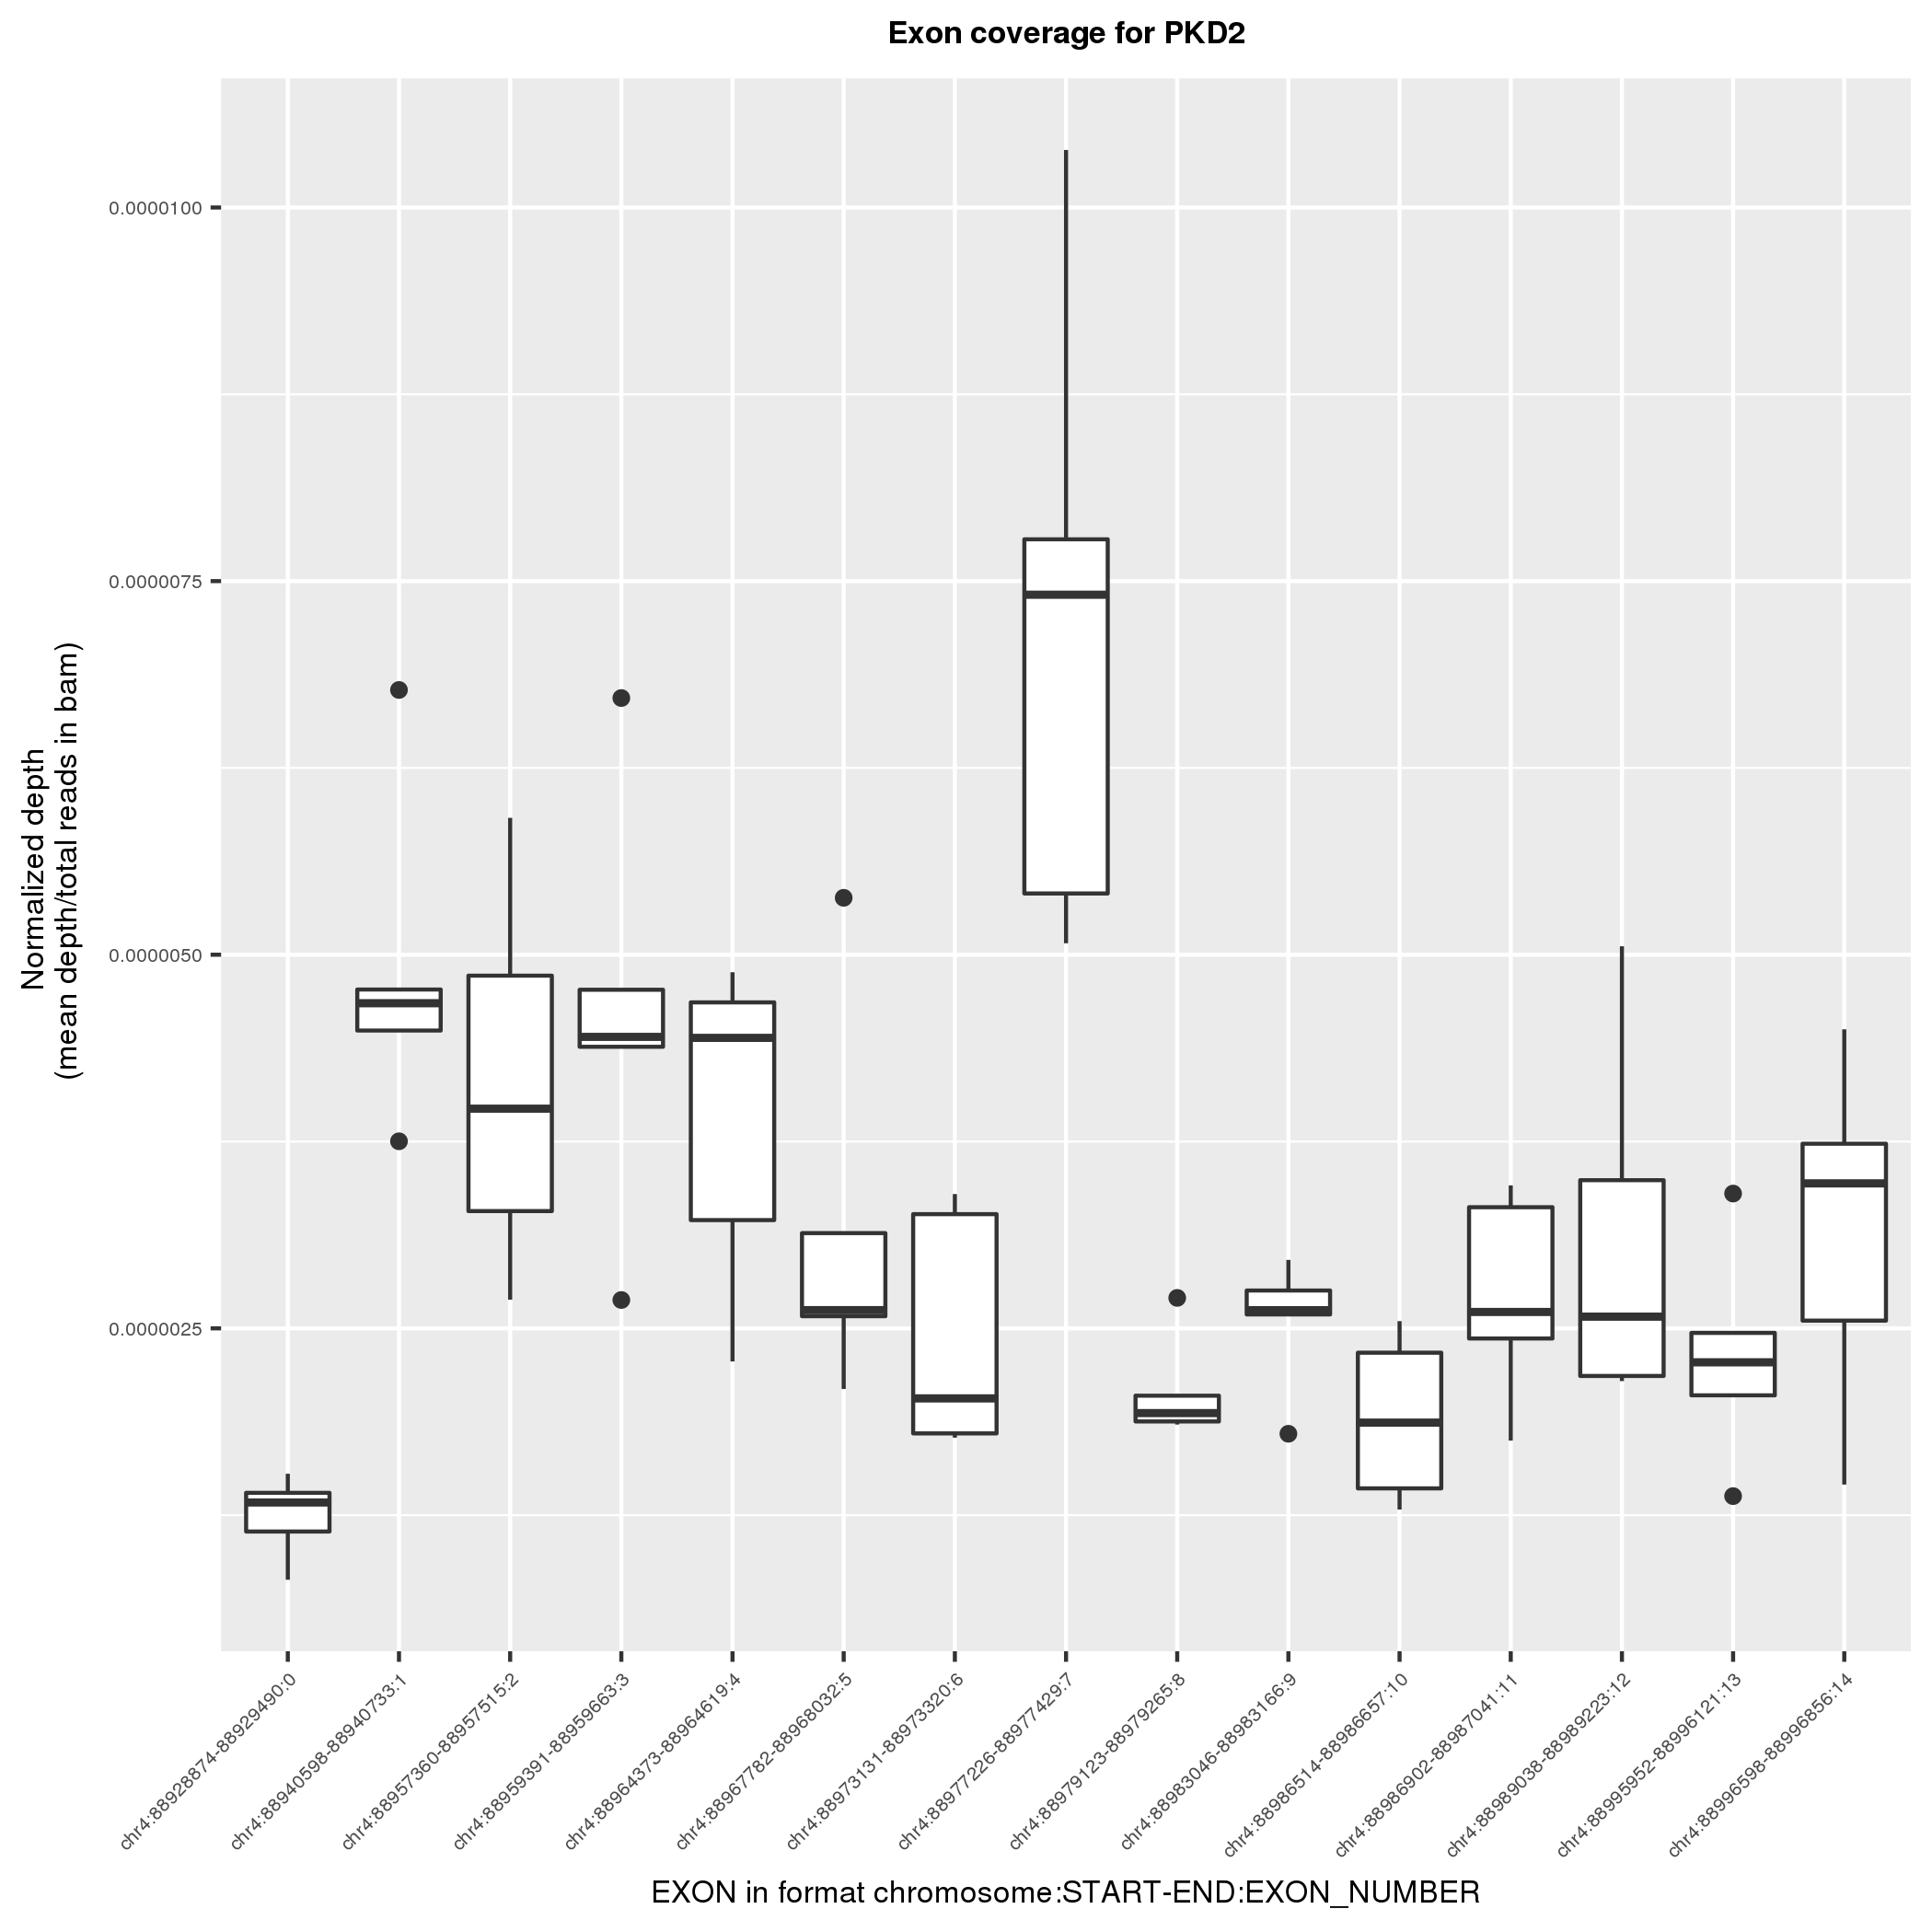 Exon coverage for PKD2
0.0000100
0.0000075
0.0000050
0.0000025
Normalized depth
(mean depth/total reads in bam)
chr4:88928874-88929490:0
chr4:88940598-88940733:1
chr4:88957360-88957515:2
chr4:88959391-88959663:3
chr4:88964373-88964619:4
chr4:88967782-88968032:5
chr4:88973131-88973320:6
chr4:88977226-88977429:7
chr4:88979123-88979265:8
chr4:88983046-88983166:9
chr4:88986514-88986657:10
chr4:88986902-88987041:11
chr4:88989038-88989223:12
chr4:88995952-88996121:13
chr4:88996598-88996856:14
EXON in format chromosome:START-END:EXON_NUMBER